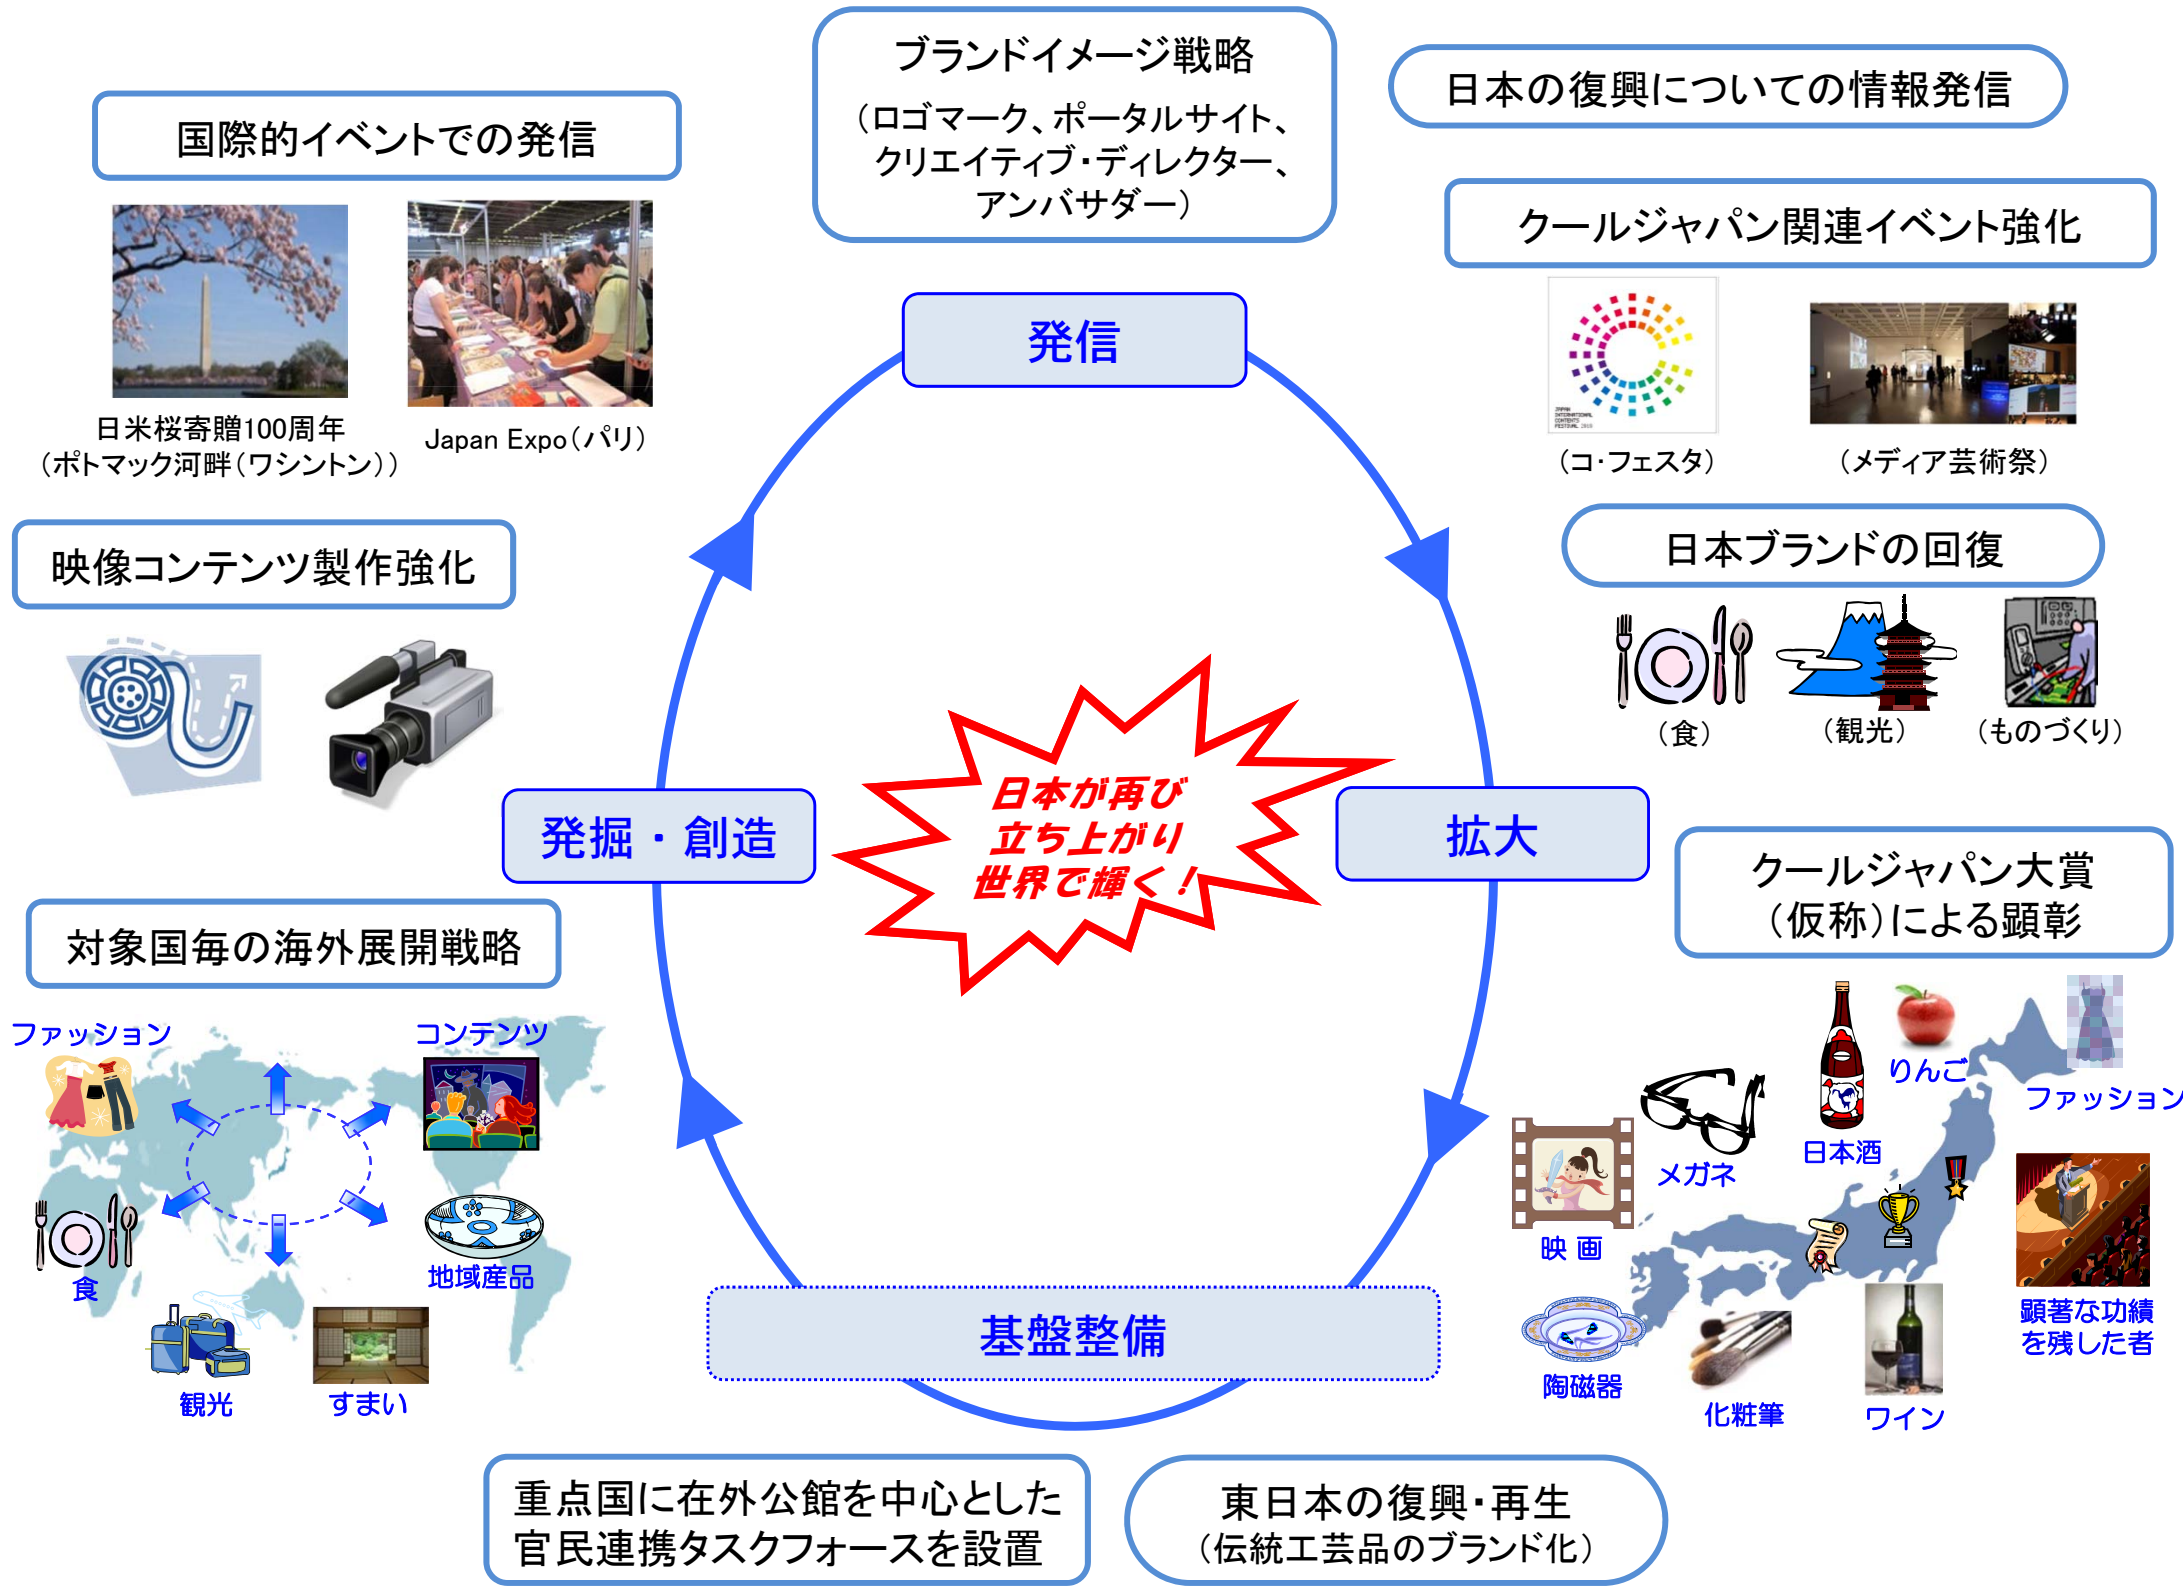 ブランドイメージ戦略
（ロゴマーク、ポータルサイト、
クリエイティブ・ディレクター、
アンバサダー）
日本の復興についての情報発信
国際的イベントでの発信
クールジャパン関連イベント強化
発信
JAPAN
INTERNATIONAL
CONTENTS
FESTIVAL 2010
日米桜寄贈100周年
（ポトマック河畔（ワシントン））
Japan Expo（パリ）
（コ・フェスタ）
（メディア芸術祭）
映像コンテンツ製作強化
日本ブランドの回復
（食）
（観光）
（ものづくり）
発掘・創造
日本が再び
立ち上がり
世界で輝く！
拡大
クールジャパン大賞
（仮称）による顕彰
対象国毎の海外展開戦略
ファッション
コンテンツ
食
地域産品
観光
すまい
りんご
ファッション
日本酒
メガネ
映 画
陶磁器
化粧筆
ワイン
顕著な功績
を残した者
基盤整備
重点国に在外公館を中心とした
官民連携タスクフォースを設置
東日本の復興・再生
（伝統工芸品のブランド化）